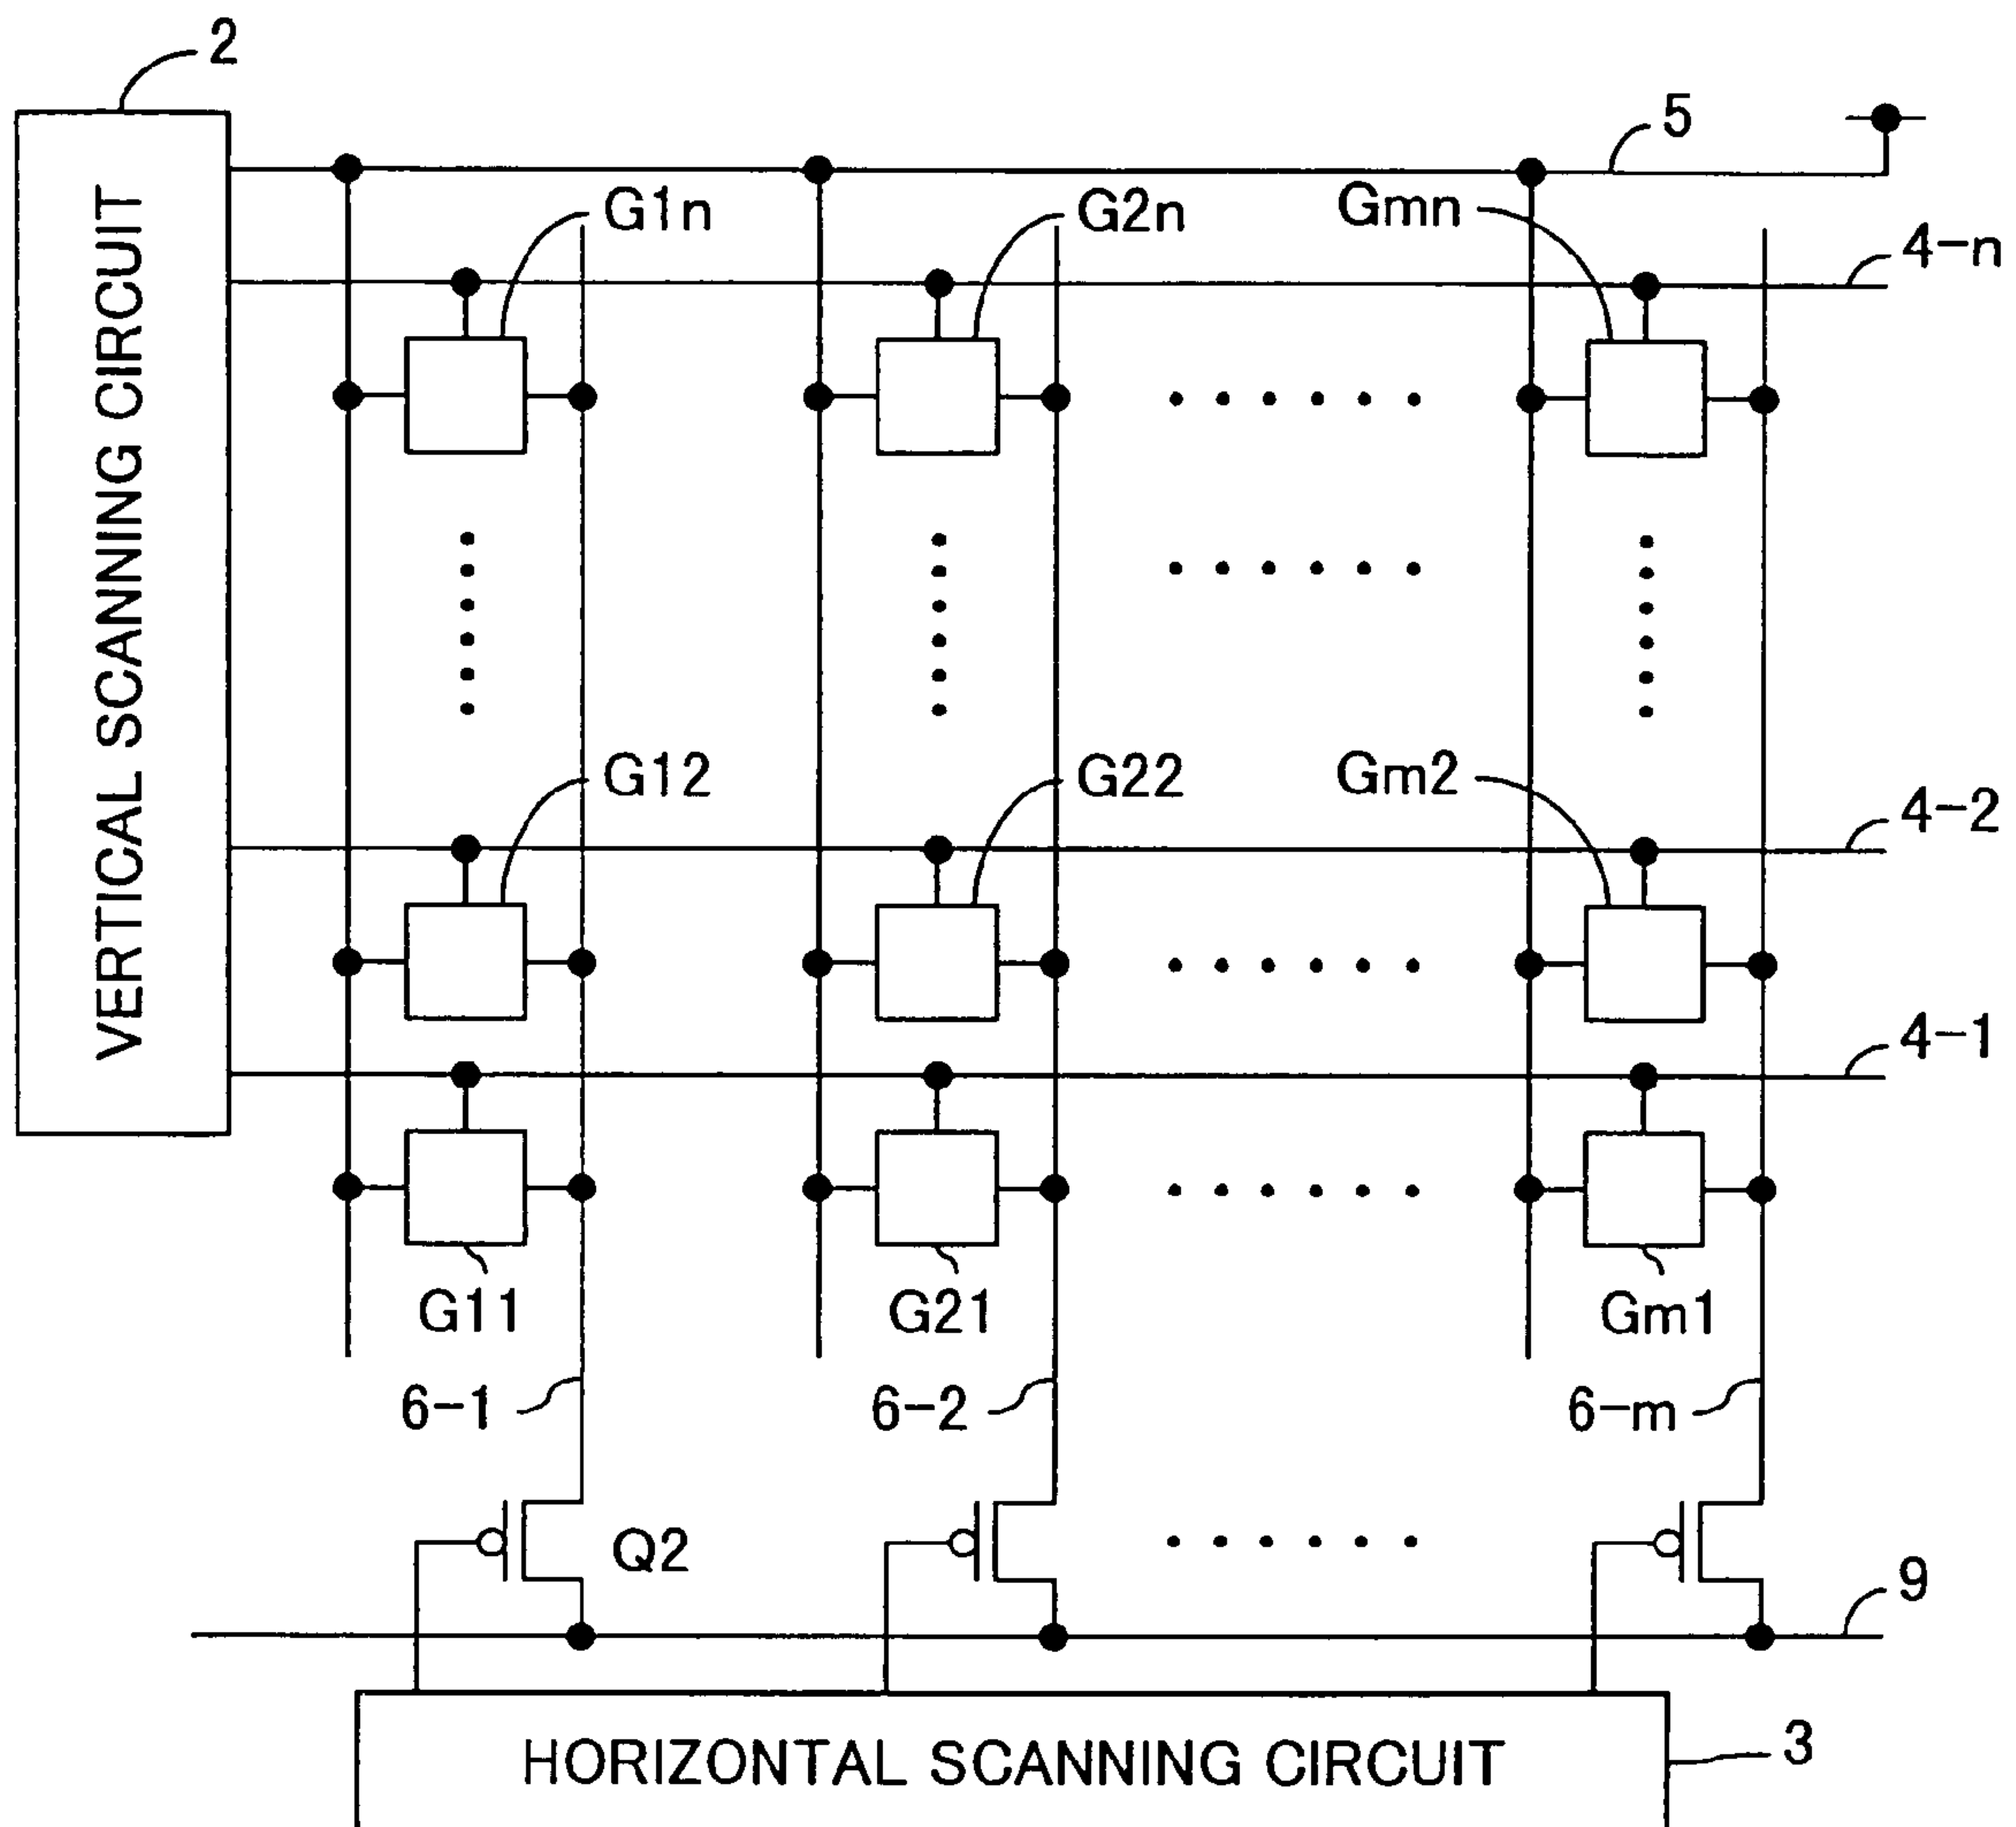 2
5
G1n
G2n
Gmn
4-n
VERTICAL SCANNING CIRCUIT
G12
G22
Gm2
4-2
4-1
G11
G21
Gm1
6-1
6-2
6-m
Q2
9
HORIZONTAL SCANNING CIRCUIT
3